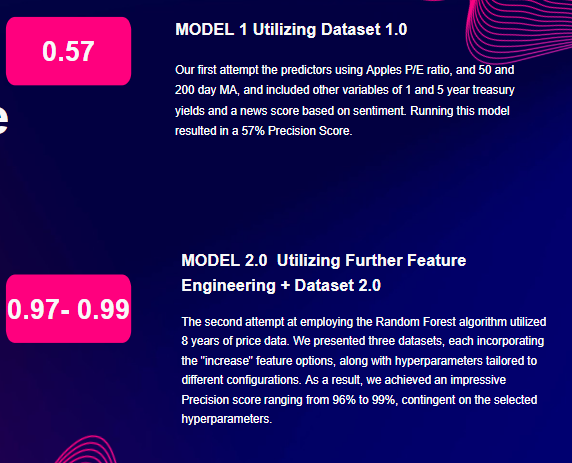 0.57
MODEL 1 Utilizing Dataset 1.0
Our first attempt the predictors using Apples P/E ratio, and 50 and
200 day MA, and included other variables of 1 and 5 year treasury
yields and a news score based on sentiment. Running this model
resulted in a 57% Precision Score.
e
0.97- 0.99
MODEL 2.0 Utilizing Further Feature
Engineering + Dataset 2.0
The second attempt at employing the Random Forest algorithm utilized
8 years of price data. We presented three datasets, each incorporating
the "increase" feature options, along with hyperparameters tailored to
different configurations. As a result, we achieved an impressive
Precision score ranging from 96% to 99%, contingent on the selected
hyperparameters.